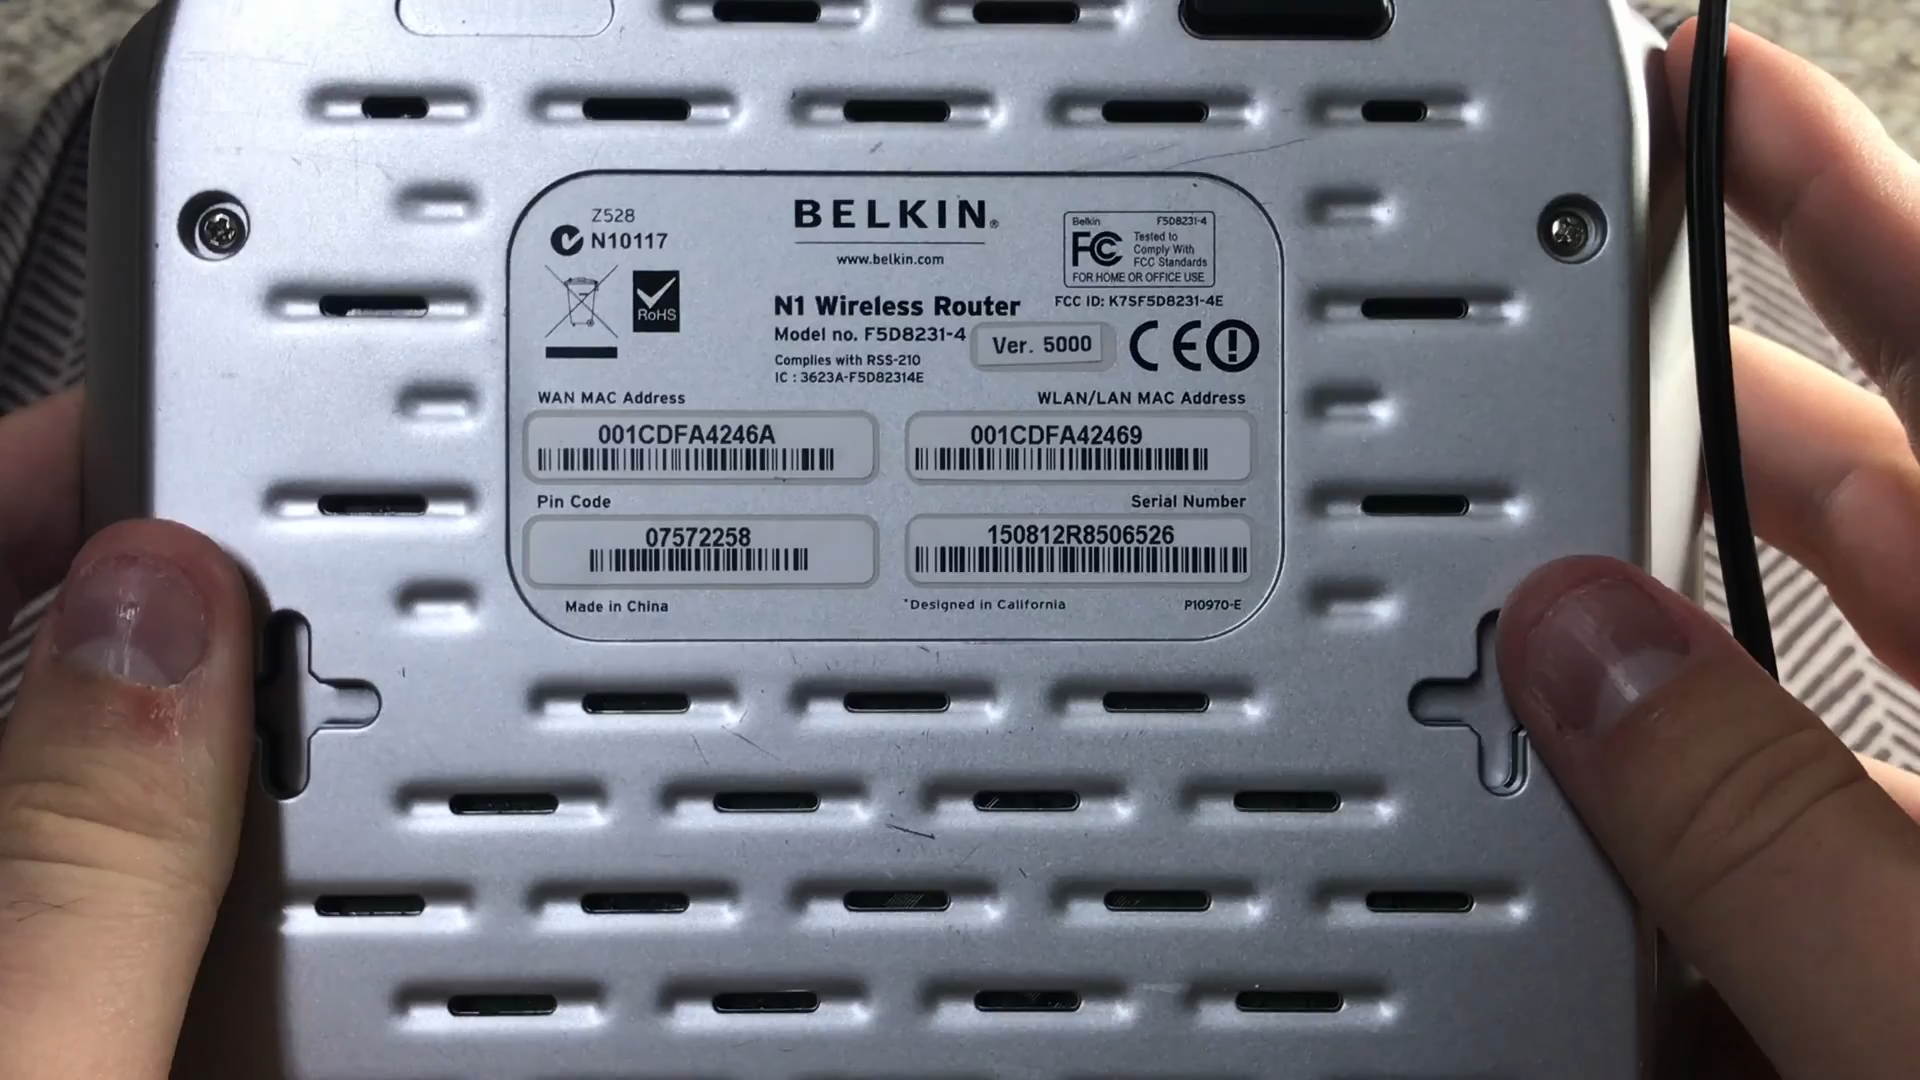 Z528
N10117
RoHS
BELKIN®
www.belkin.com
Belkin F5D8231-4
FC Tested to
Comply With
FCC Standards
FOR HOME OR OFFICE USE
FCC ID: K7SF5D8231-4E
N1 Wireless Router
Model no. F5D8231-4
Ver. 5000
CE
Complies with RSS-210
IC : 3623A-F5D82314E
WAN MAC Address
001CDFA4246A
WLAN/LAN MAC Address
001CDFA42469
Pin Code
07572258
Serial Number
150812R8506526
Made in China
*Designed in California
P10970-E